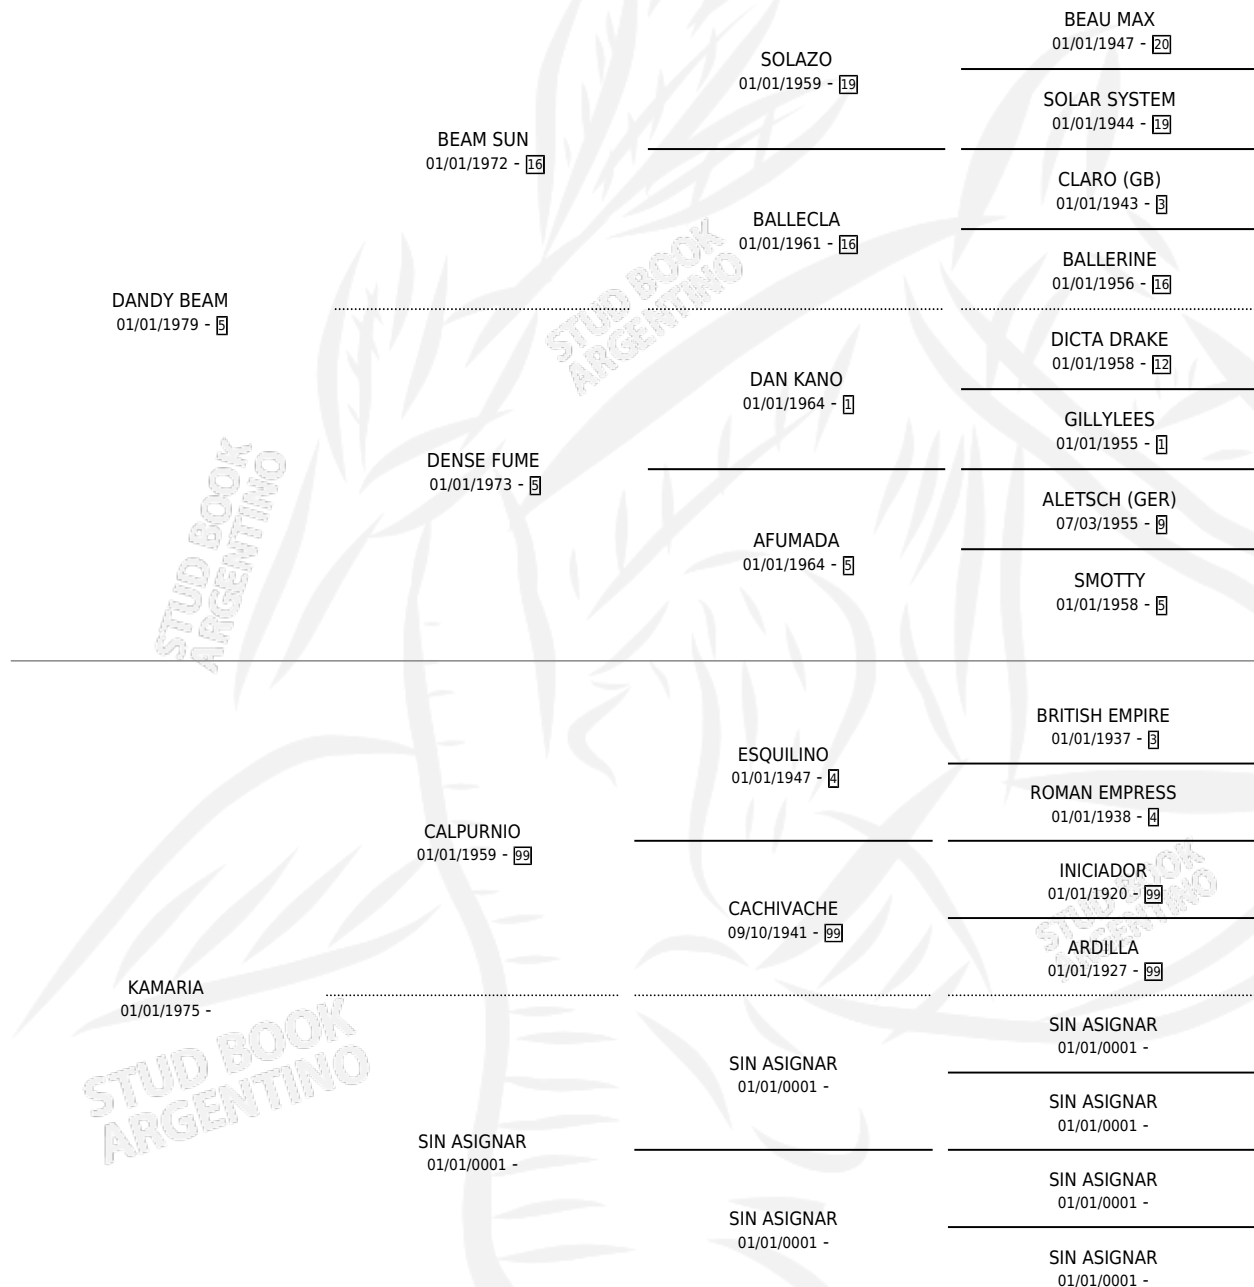 BEAU MAX
01/01/1947 - 20
SOLAZO
01/01/1959 - 19
SOLAR SYSTEM
01/01/1944 - 19
BEAM SUN
01/01/1972 - 16
CLARO (GB)
01/01/1943 - 3
BALLECLA
01/01/1961 - 16
BALLERINE
01/01/1956 - 16
DANDY BEAM
01/01/1979 - 5
DICTA DRAKE
01/01/1958 - 12
DAN KANO
01/01/1964 - 1
GILLYLEES
01/01/1955 - 1
DENSE FUME
01/01/1973 - 5
ALETSCH (GER)
07/03/1955 - 9
AFUMADA
01/01/1964 - 5
SMOTTY
01/01/1958 - 5
BRITISH EMPIRE
01/01/1937 - 3
ESQUILINO
01/01/1947 - 4
ROMAN EMPRESS
01/01/1938 - 4
CALPURNIO
01/01/1959 - 99
INICIADOR
01/01/1920 - 99
CACHIVACHE
09/10/1941 - 99
ARDILLA
01/01/1927 - 99
KAMARIA
01/01/1975 -
SIN ASIGNAR
01/01/0001 -
SIN ASIGNAR
01/01/0001 -
SIN ASIGNAR
01/01/0001 -
SIN ASIGNAR
01/01/0001 -
SIN ASIGNAR
01/01/0001 -
SIN ASIGNAR
01/01/0001 -
SIN ASIGNAR
01/01/0001 -
STUD BOOK
ARGENTINO
STUD BOOK
ARGENTINO
STUD BOOK
ARGENTINO
STUD BOOK
ARGENTINO